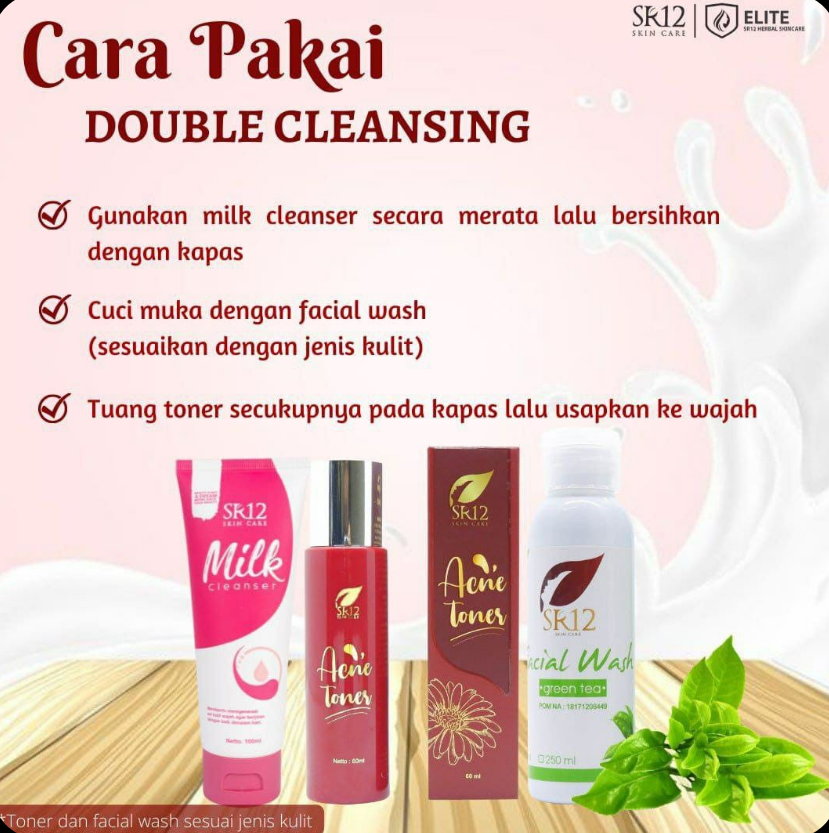 SR12
SKIN CARE
ELITE
SR12 HERBAL SKINCARE
Cara Pakai
DOUBLE CLEANSING
Gunakan milk cleanser secara merata lalu bersihkan
dengan kapas
Cuci muka dengan facial wash
(sesuaikan dengan jenis kulit)
Tuang toner secukupnya pada kapas lalu usapkan ke wajah
SR12
SKIN CARE
Milk
cleanser
Netto. 100ml
SR12
SKIN CARE
Acne
Toner
Netto : 60ml
SR12
SKIN CARE
Acne
Toner
60 ml
SR12
SKIN CARE
acial Wash
green tea
POM NA : 18171208449
250 ml
*Toner dan facial wash sesuai jenis kulit